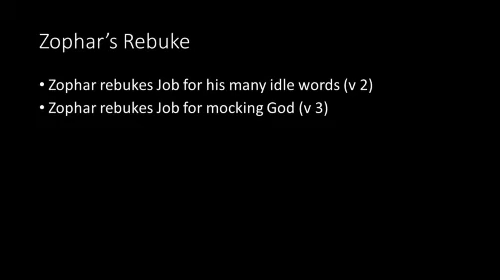 Zophar’s Rebuke
• Zophar rebukes Job for his many idle words (v 2)
• Zophar rebukes Job for mocking God (v 3)